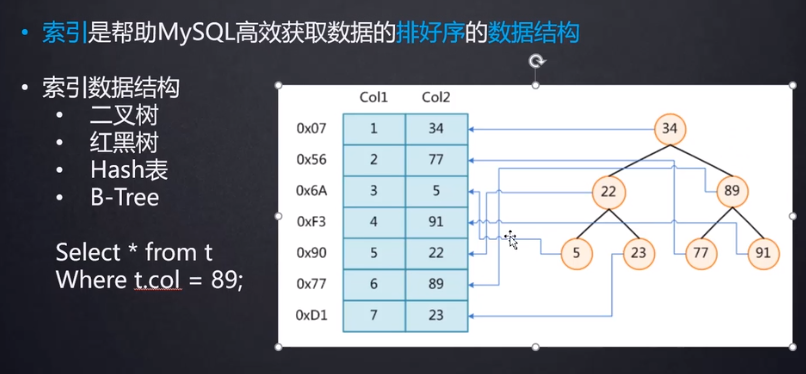 • 索引是帮助MySQL高效获取数据的排好序的数据结构
• 索引数据结构
• 二叉树
• 红黑树
• Hash表
• B-Tree
Select * from t
Where t.col = 89;
Col1 Col2
0x07 1 34
0x56 2 77
0x6A 3 5
0xF3 4 91
0x90 5 22
0x77 6 89
0xD1 7 23
34
22 89
5 23 77 91